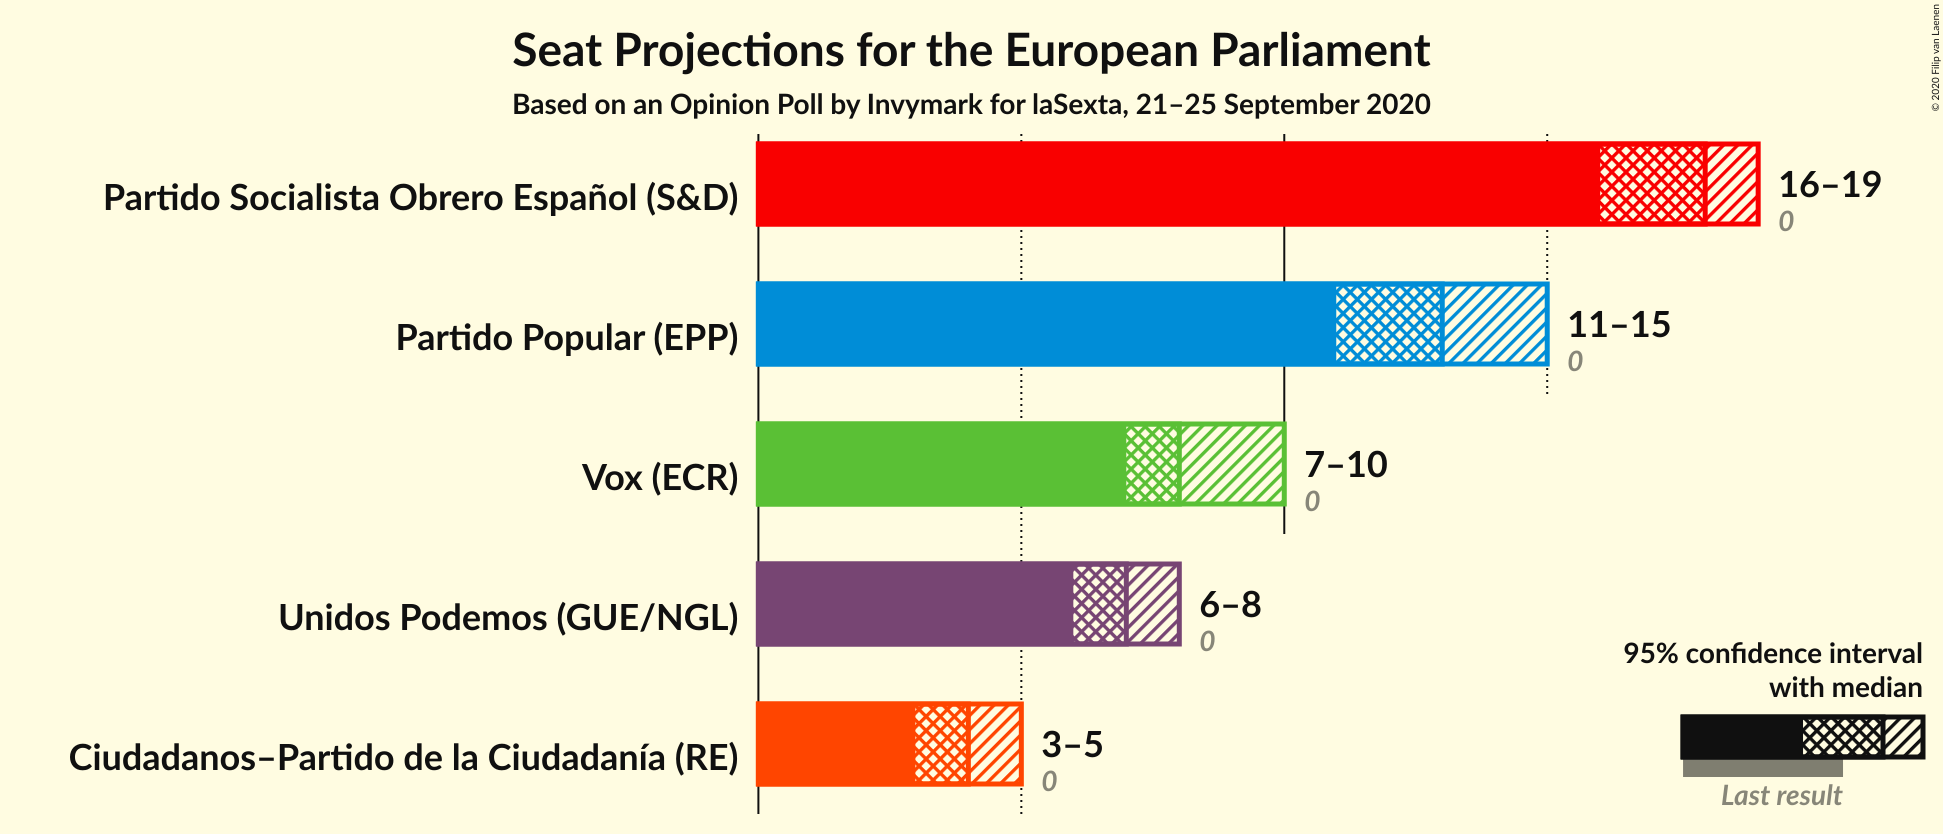 Seat Projections for the European Parliament
Based on an Opinion Poll by Invymark for laSexta, 21–25 September 2020
© 2020 Filip van Laenen
Partido Socialista Obrero Español (S&D)
16–19
0
Partido Popular (EPP)
11–15
0
Vox (ECR)
7–10
0
Unidos Podemos (GUE/NGL)
6–8
0
Ciudadanos–Partido de la Ciudadanía (RE)
3–5
0
95% confidence interval
with median
Last result